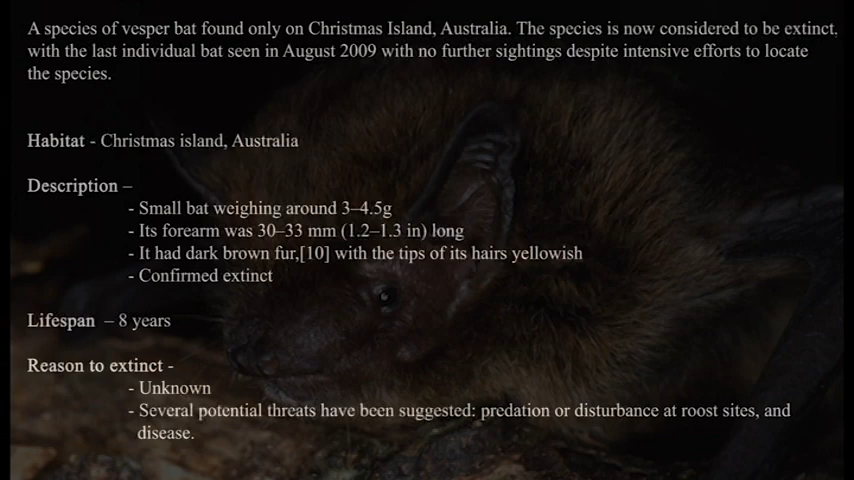 A species of vesper bat found only on Christmas Island, Australia. The species is now considered to be extinct,
with the last individual bat seen in August 2009 with no further sightings despite intensive efforts to locate
the species.
Habitat - Christmas island, Australia
Description –
- Small bat weighing around 3–4.5g
- Its forearm was 30–33 mm (1.2–1.3 in) long
- It had dark brown fur,[10] with the tips of its hairs yellowish
- Confirmed extinct
Lifespan – 8 years
Reason to extinct -
- Unknown
- Several potential threats have been suggested: predation or disturbance at roost sites, and
disease.